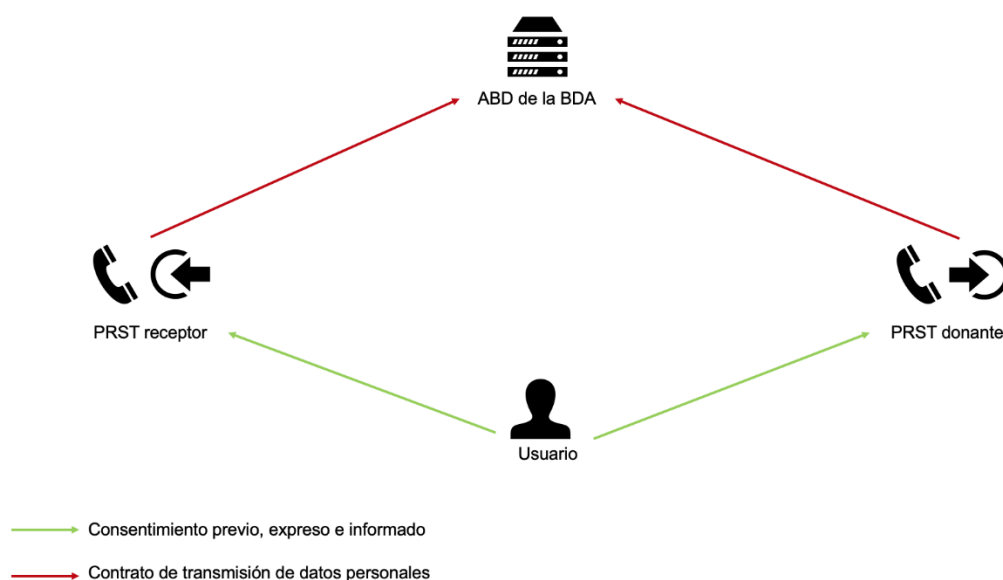 ABD de la BDA
PRST receptor
PRST donante
Usuario
Consentimiento previo, expreso e informado
Contrato de transmisión de datos personales